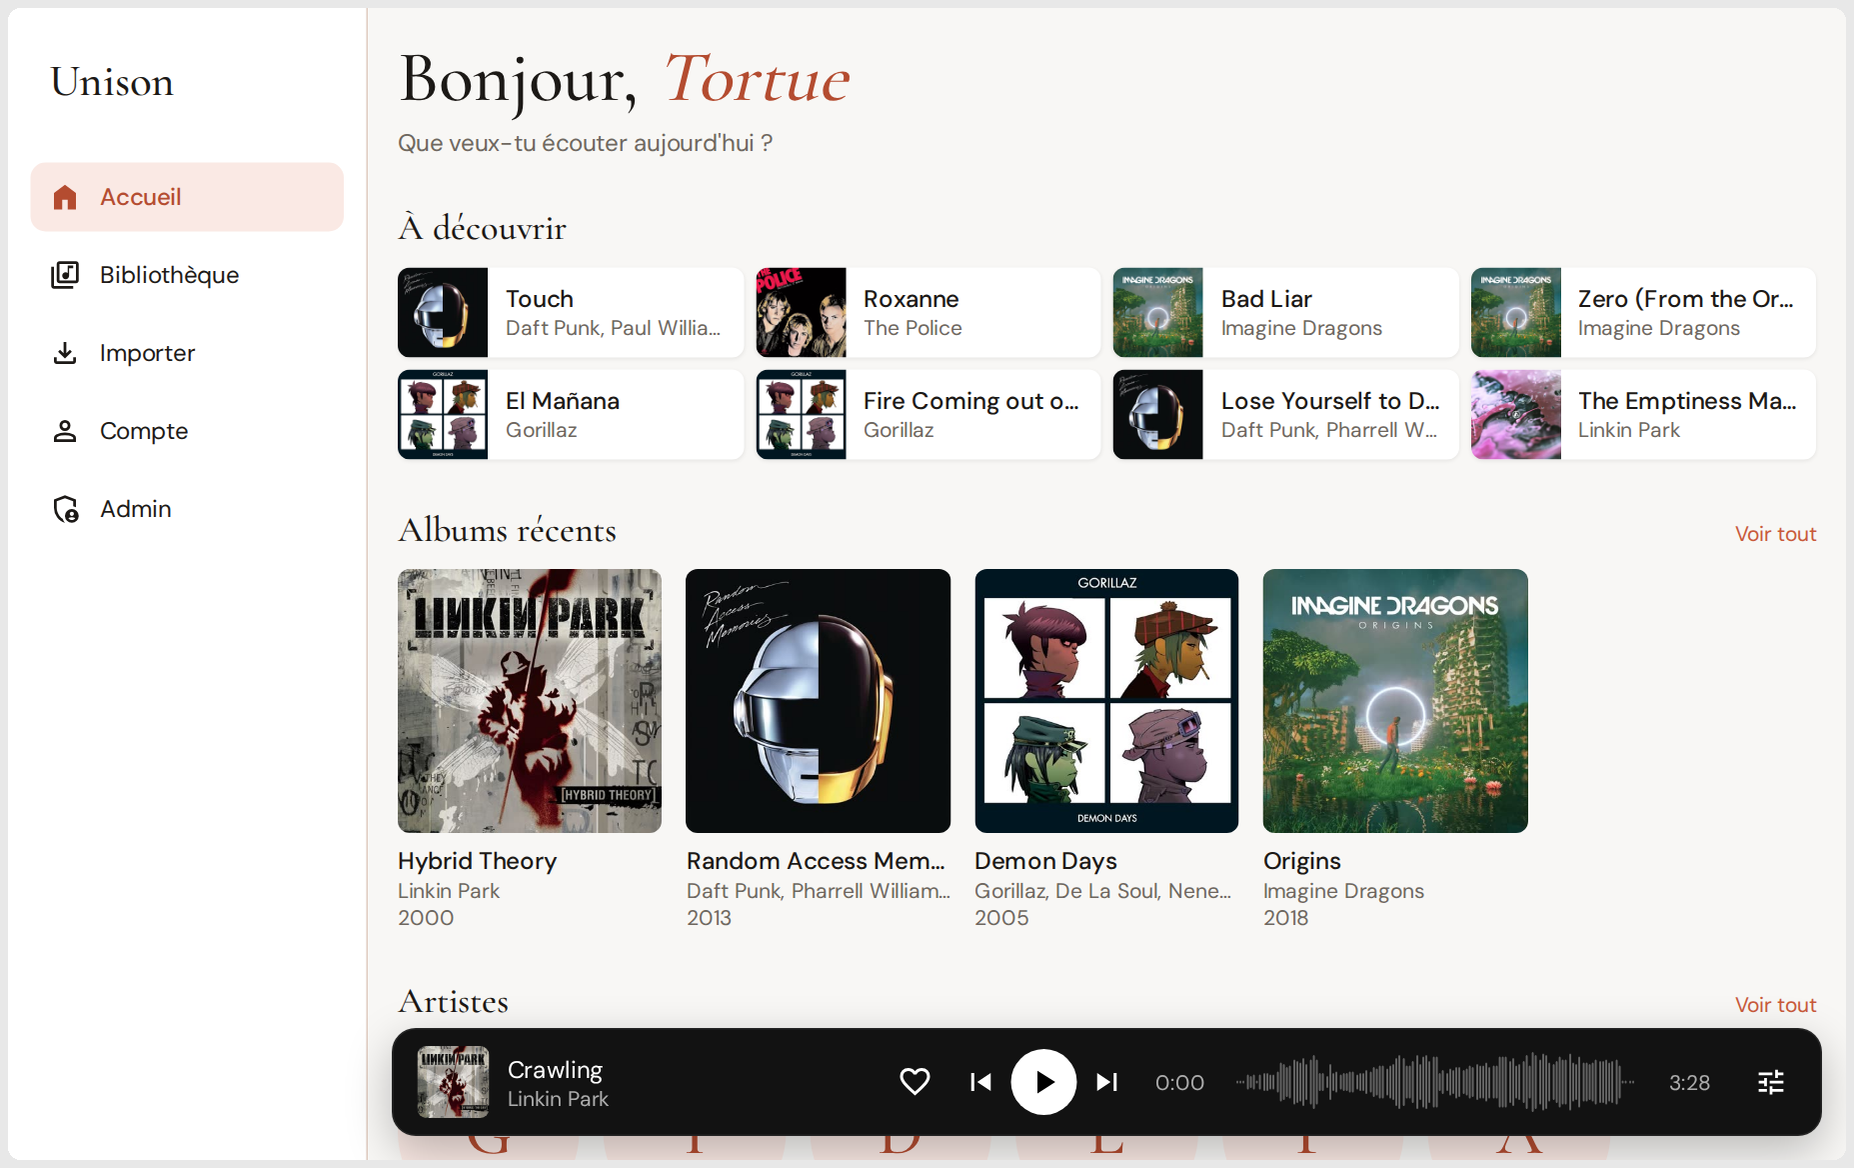 Unison
Accueil
Bibliothèque
Importer
Compte
Admin
Bonjour, Tortue
Que veux-tu écouter aujourd'hui ?
À découvrir
Touch
Daft Punk, Paul Willia...
Roxanne
The Police
Bad Liar
Imagine Dragons
Zero (From the Or...
Imagine Dragons
El Mañana
Gorillaz
Fire Coming out o...
Gorillaz
Lose Yourself to D...
Daft Punk, Pharrell W...
The Emptiness Ma...
Linkin Park
Albums récents
Voir tout
LINKIN PARK
[HYBRID THEORY]
Random
Access
Memories
GORILLAZ
DEMON DAYS
IMAGINE DRAGONS
ORIGINS
Hybrid Theory
Linkin Park
2000
Random Access Mem...
Daft Punk, Pharrell William...
2013
Demon Days
Gorillaz, De La Soul, Nene...
2005
Origins
Imagine Dragons
2018
Artistes
Voir tout
Crawling
Linkin Park
0:00
3:28